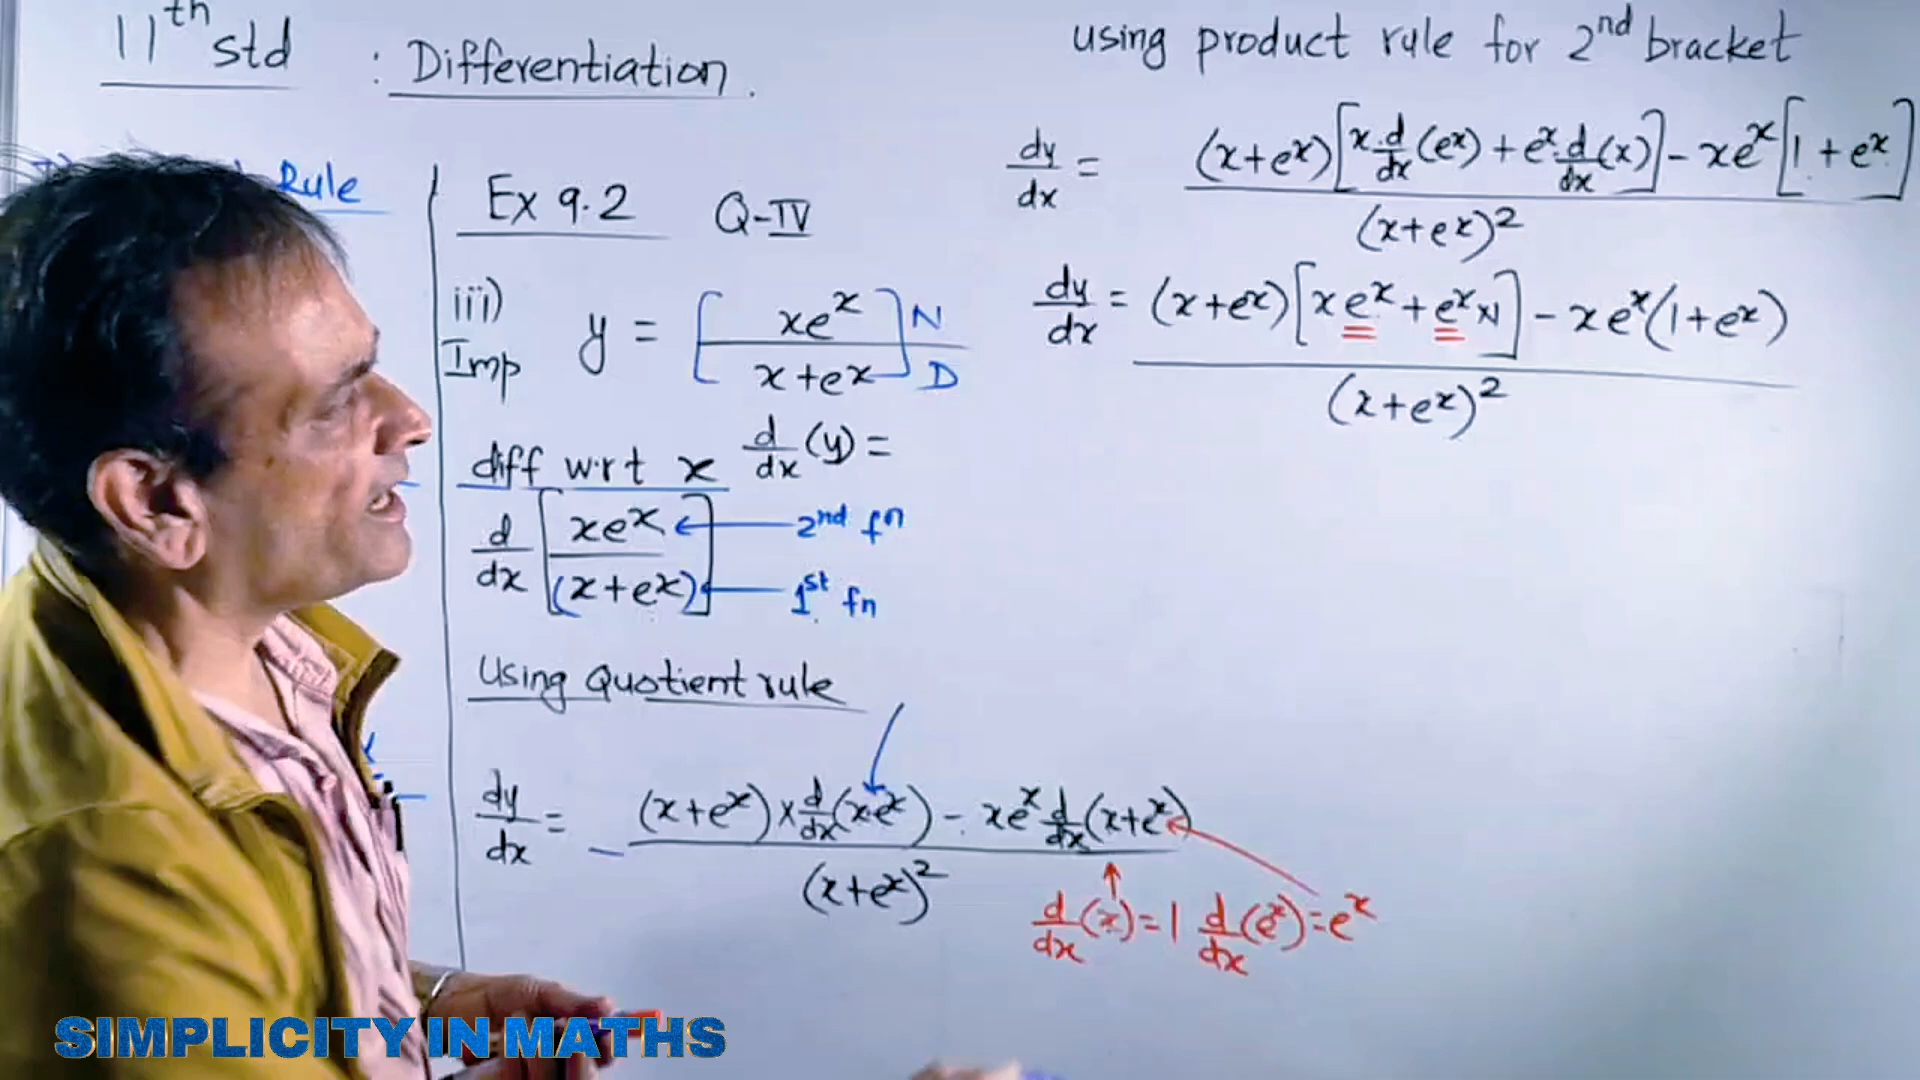 11th std : Differentiation.
Rule
Ex 9.2 Q-IV
iii) Imp y = [xe^x / x+e^x] N D
d/dx (y) =
diff w.r.t x
d/dx [xe^x / (x+e^x)]
2nd fn
1st fn
Using Quotient rule
dy/dx = (x+e^x) × d/dx (xe^x) - xe^x d/dx (x+e^x) / (x+e^x)^2
d/dx (x) = 1 d/dx (e^x) = e^x
using product rule for 2nd bracket
dy/dx = (x+e^x) [x.d/dx (e^x) + e^x.d/dx (x)] - xe^x [1 + e^x] / (x+e^x)^2
dy/dx = (x+e^x) [x e^x + e^x x1] - x e^x (1+e^x) / (x+e^x)^2
SIMPLICITY IN MATHS